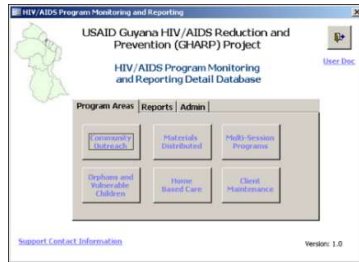 HIV/AIDS Program Monitoring and Reporting
USAID Guyana HIV/AIDS Reduction and
Prevention (GHARP) Project
User Doc
HIV/AIDS Program Monitoring
and Reporting Detail
Database
Program Areas Reports Admin
Community
Outreach
Materials
Distributed
Multi-Session
Programs
Orphans and
Vulnerable
Children
Home
Based Care
Client
Maintenance
Support Contact Information
Version: 1.0